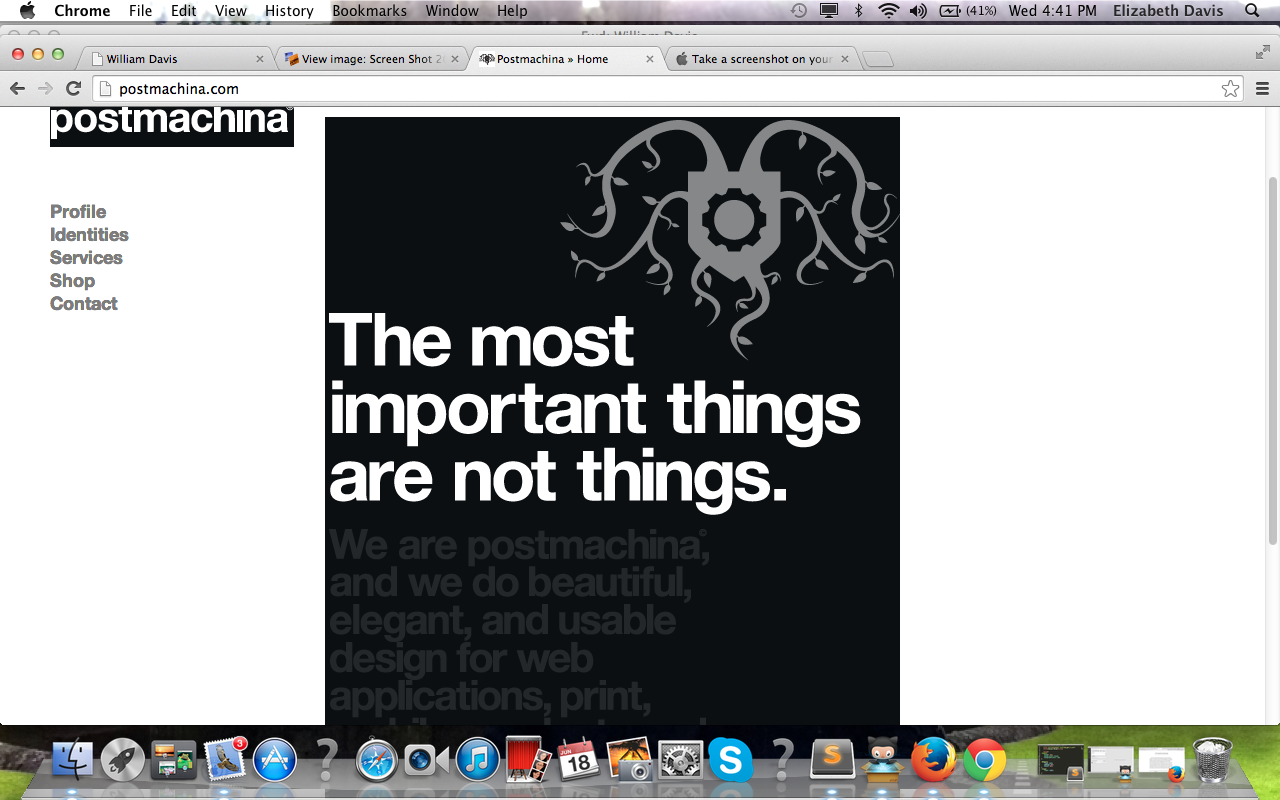 Chrome File Edit View History Bookmarks Window Help (41%) Wed 4:41 PM Elizabeth Davis
William Davis
View image: Screen Shot 2
Postmachina » Home
Take a screenshot on your
postmachina.com
postmachina
Profile
Identities
Services
Shop
Contact
The most
important things
are not things.
We are postmachina,
and we do beautiful,
elegant, and usable
design for web
applications, print,
3
JUN
18
S